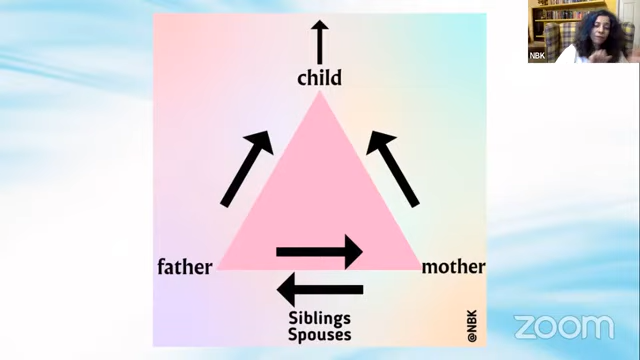 NBK
child
father
mother
Siblings
Spouses
@NBK
zoom